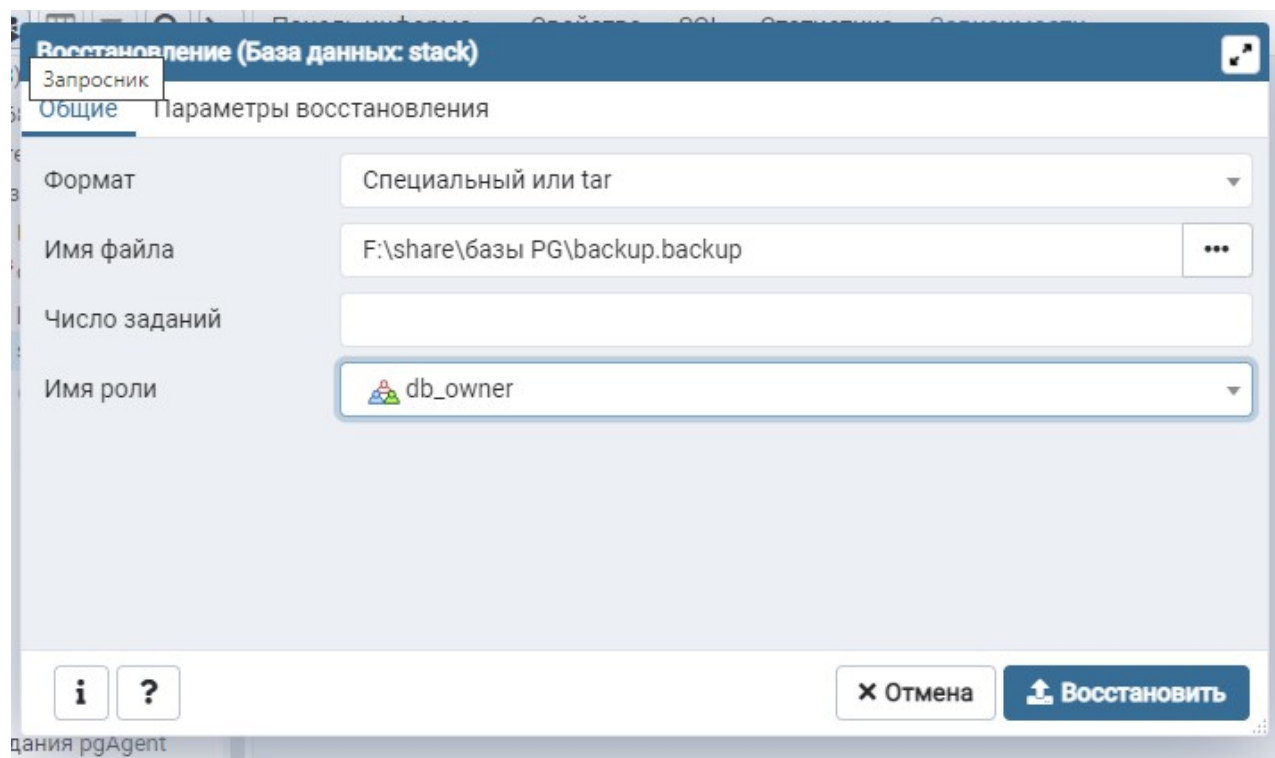 Восстановление (База данных: stack)
Запросник
Общие Параметры восстановления
Формат Специальный или tar
Имя файла F:\share\базы PG\backup.backup •••
Число заданий
Имя роли db_owner
i ? Отмена Восстановить
дания pgAgent